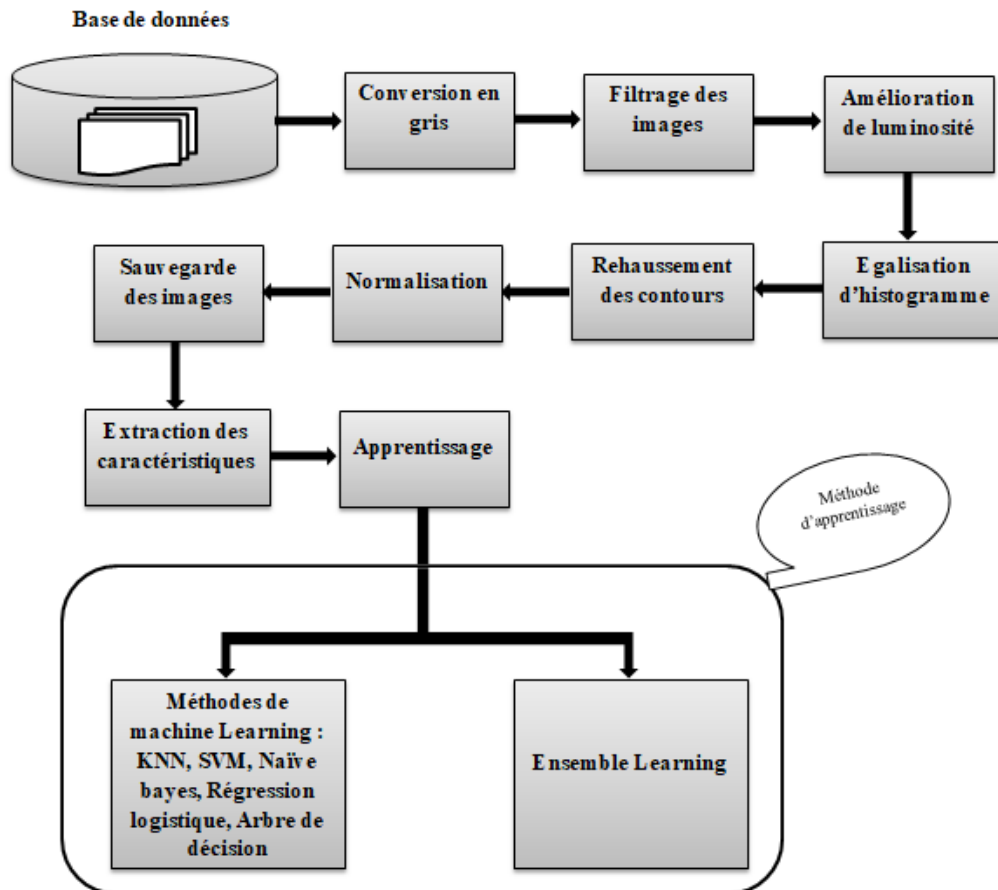 Base de données
Conversion en
gris
Filtrage des
images
Amélioration
de luminosité
Egalisation
d'histogramme
Rehaussement
des contours
Normalisation
Sauvegarde
des images
Extraction des
caractéristiques
Apprentissage
Méthode
d'apprentissage
Méthodes de
machine Learning :
KNN, SVM, Naïve
bayes, Régression
logistique, Arbre de
décision
Ensemble Learning